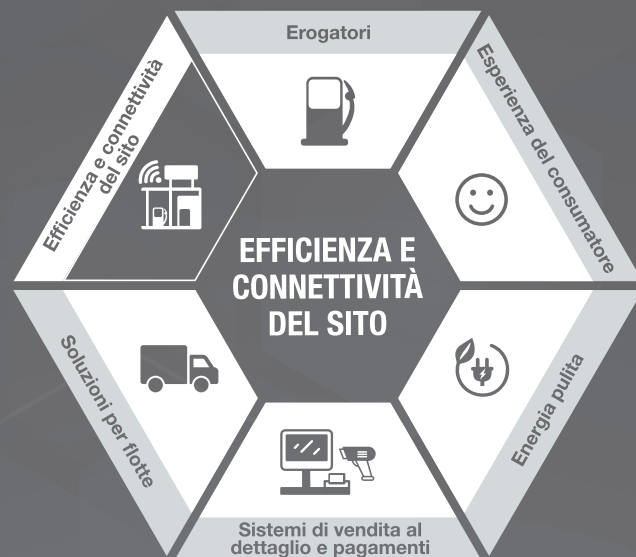 Erogatori
Efficienza e connettività
del sito
Esperienza del consumatore
EFFICIENZA E
CONNETTIVITÀ
DEL SITO
Soluzioni per flotte
Energia pulita
Sistemi di vendita al
dettaglio e pagamenti